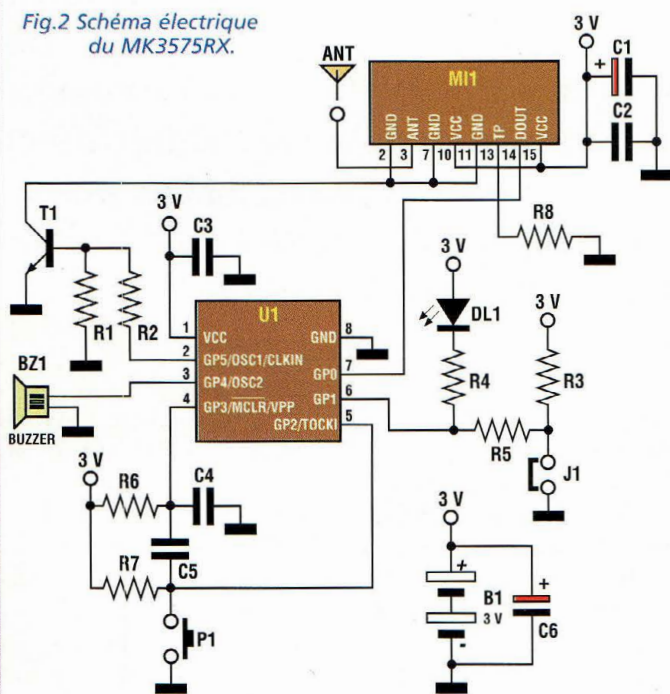 Fig.2 Schéma électrique
du MK3575RX.
ANT
MI1
GND
ANT
GND
VCC
GND
TP
DOUT
VCC
2 3 7 10 11 13 14 15
3 V
C1
+
C2
T1
3 V
C3
R8
R1
R2
3 V
DL1
3 V
U1
1 VCC
GND 8
2 GP5/OSC1/CLKIN
GP0 7
3 GP4/OSC2
GP1 6
4 GP3/MCLR/VPP
GP2/TOCKI 5
R4
R3
BZ1
BUZZER
R5
J1
3 V
R6
C4
C5
R7
P1
3 V
+
B1
3 V
-
+
C6